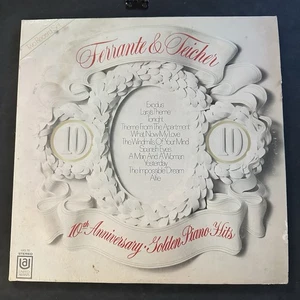 Ferrante & Teicher
Exodus
Lara's Theme
Tonight
Theme From The Apartment
What Now My Love
The Windmills Of Your Mind
Spanish Eyes
A Man And A Woman
Yesterday
The Impossible Dream
Alfie
10
10
10th Anniversary · Golden Piano Hits